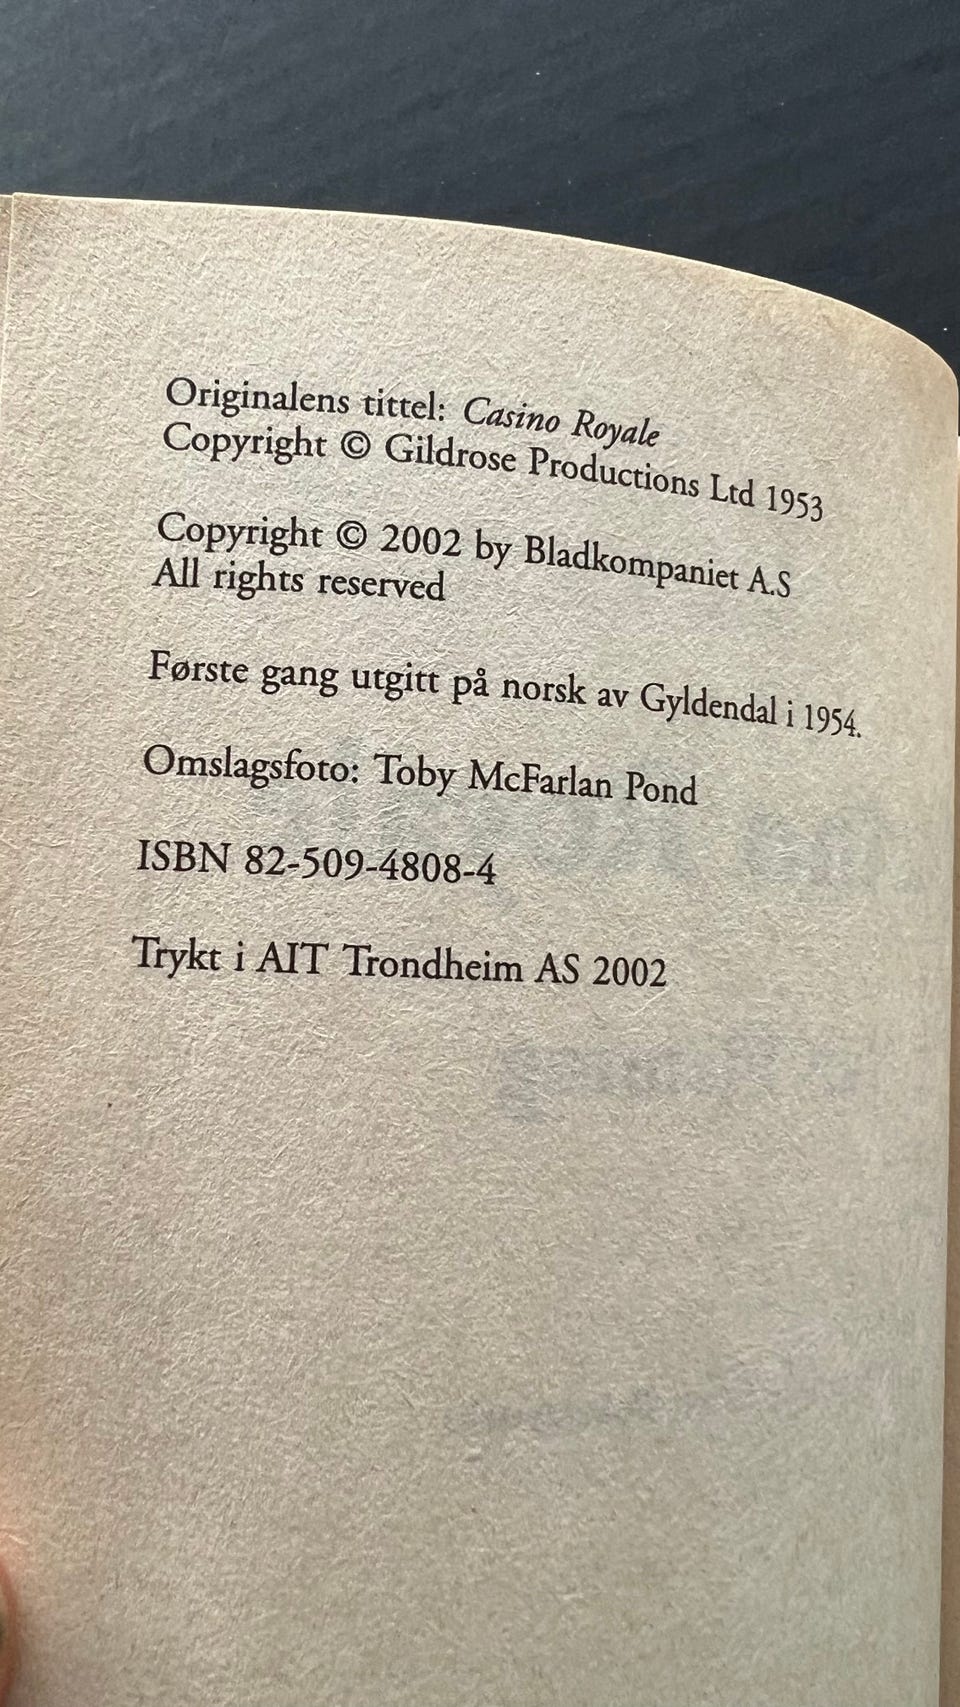 Originalens tittel: Casino Royale
Copyright © Gildrose Productions Ltd 1953
Copyright © 2002 by Bladkompaniet A.S
All rights reserved
Første gang utgitt på norsk av Gyldendal i 1954.
Omslagsfoto: Toby McFarlan Pond
ISBN 82-509-4808-4
Trykt i AIT Trondheim AS 2002